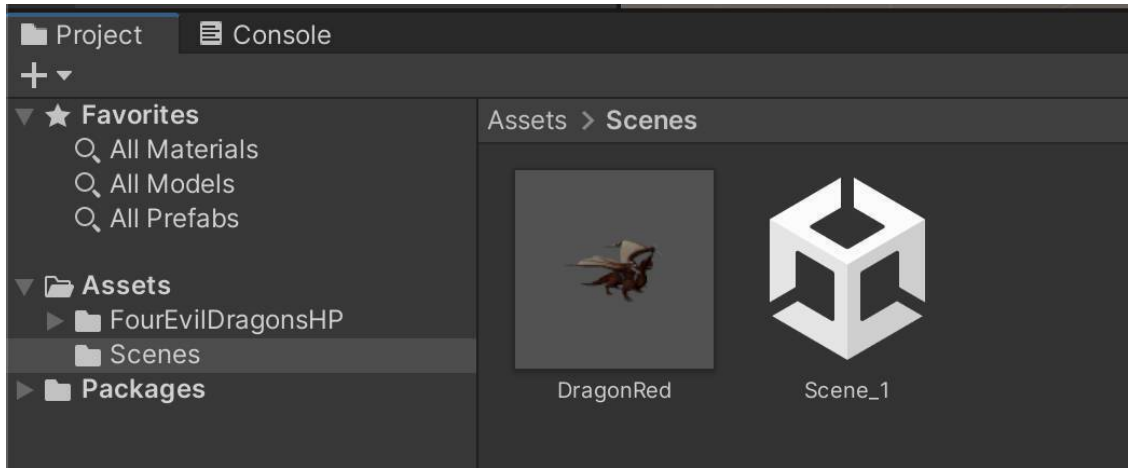 Project
Console
Favorites
All Materials
All Models
All Prefabs
Assets
FourEvilDragonsHP
Scenes
Packages
Assets > Scenes
DragonRed
Scene_1